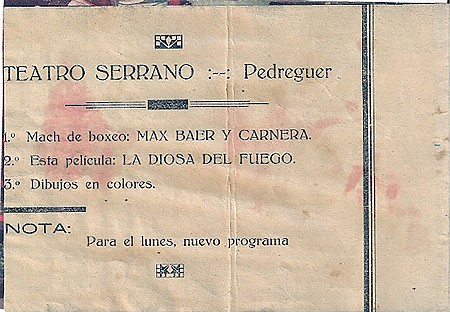 TEATRO SERRANO :--: Pedreguer
1.º Mach de boxeo: MAX BAER Y CARNERA.
2.º Esta película: LA DIOSA DEL FUEGO.
3.º Dibujos en colores.
NOTA:
Para el lunes, nuevo programa